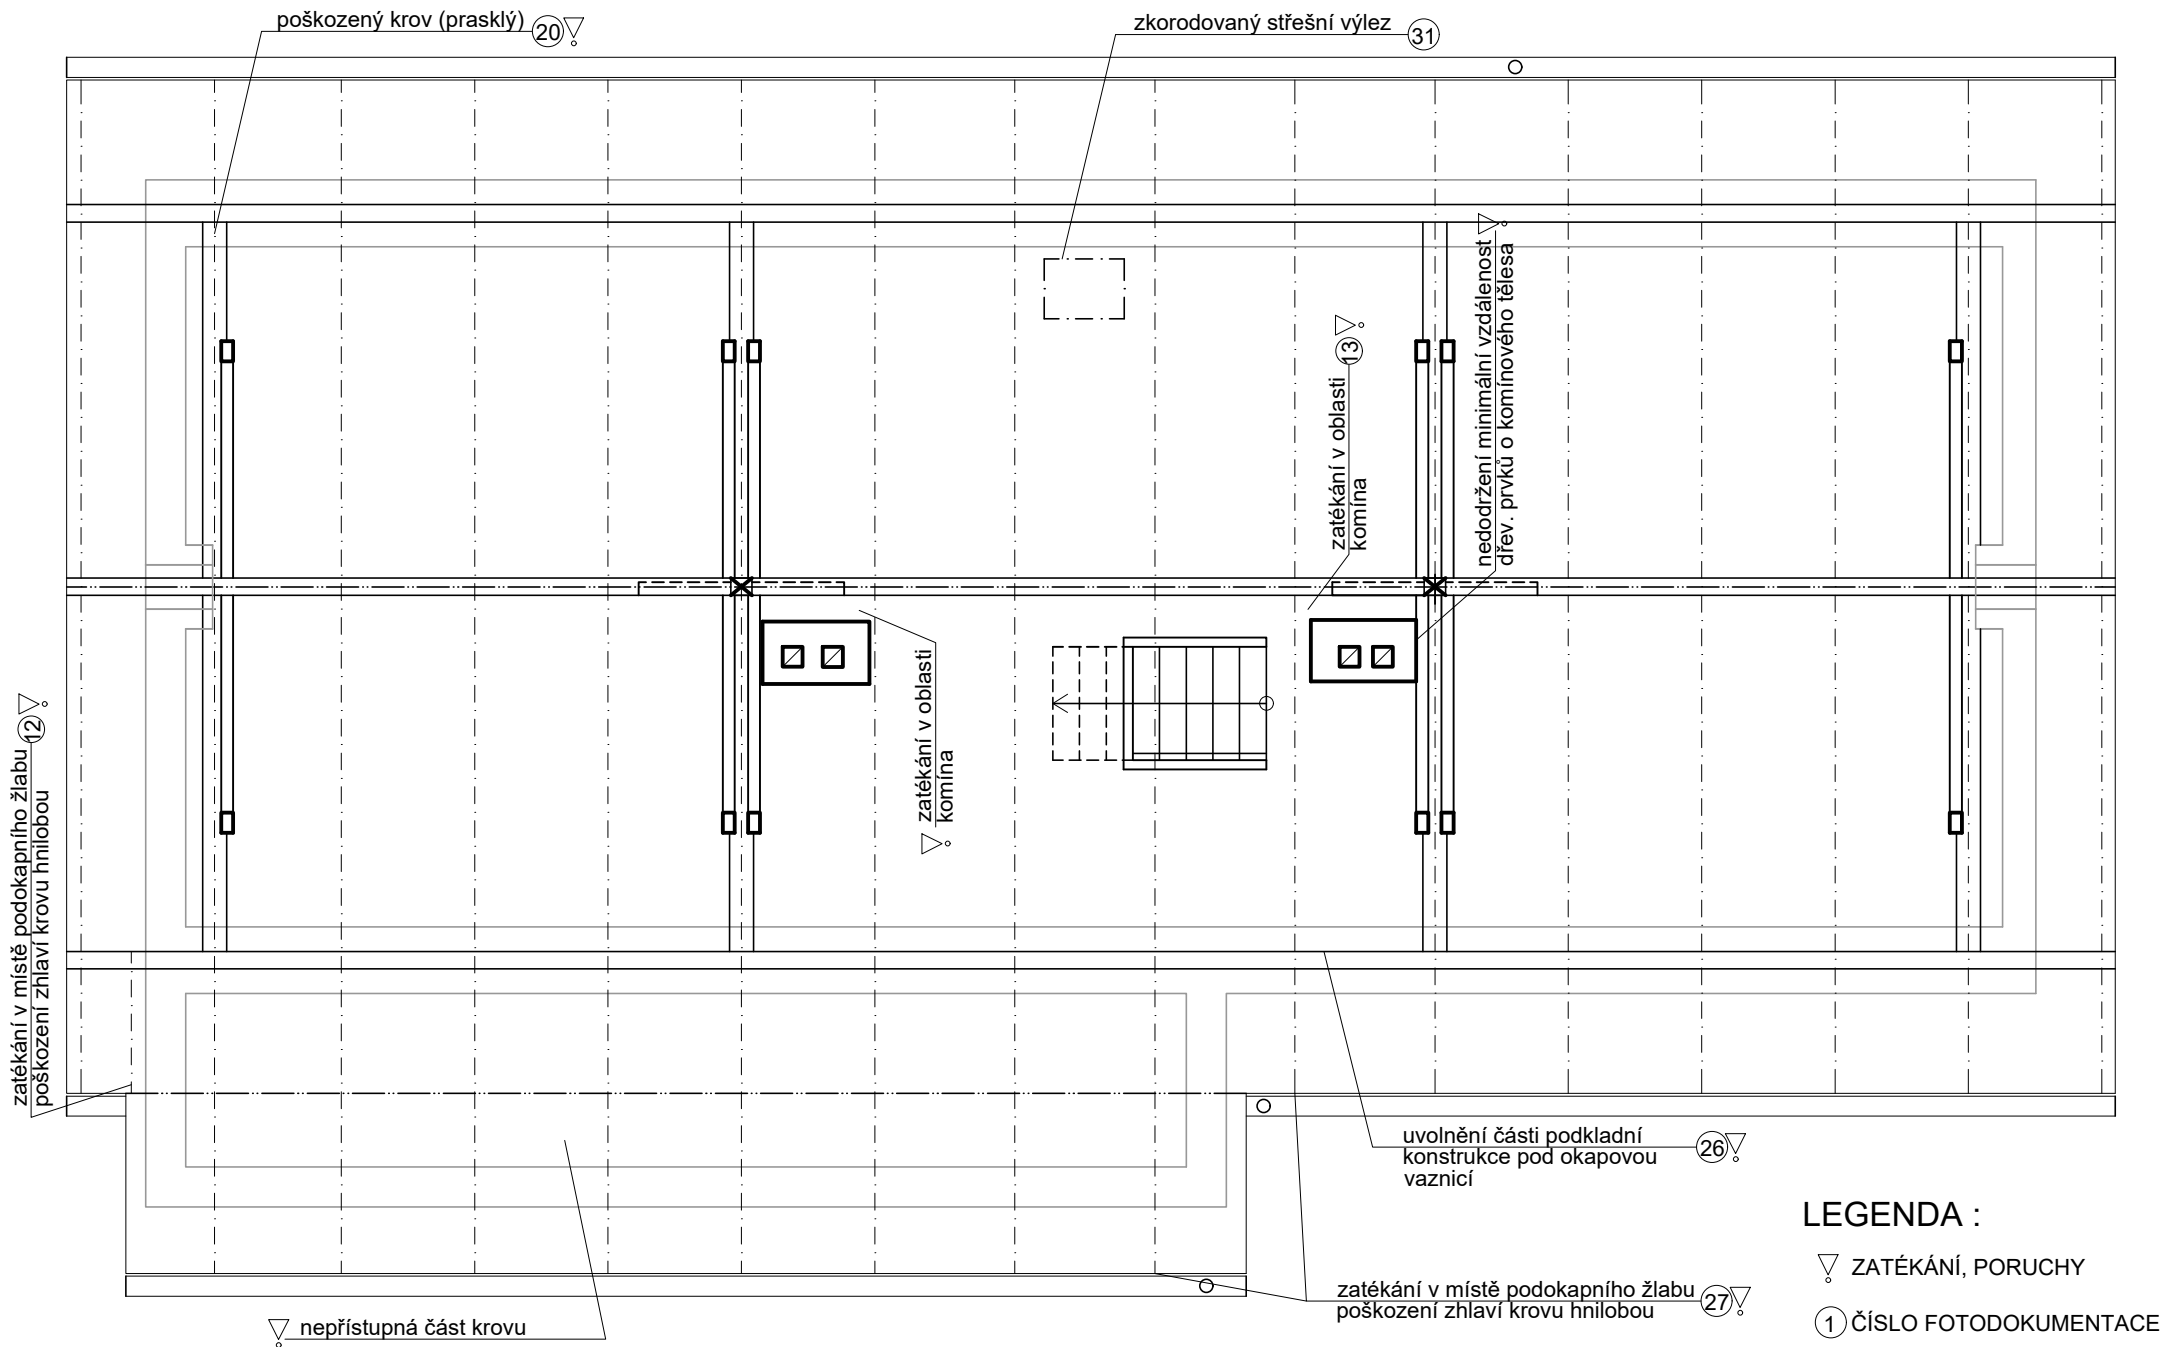 poškozený krov (prasklý) 20
zkorodovaný střešní výlez 31
nedodržení minimální vzdálenost
dřev. prvků o komínového tělesa
zatékání v oblasti 13
komína
zatékání v oblasti
komína
zatékání v místě podokapního žlabu 12
poškození zhlaví krovu hnilobou
uvolnění části podkladní 26
konstrukce pod okapovou
vaznicí
zatékání v místě podokapního žlabu 27
poškození zhlaví krovu hnilobou
nepřístupná část krovu
LEGENDA :
ZATÉKÁNÍ, PORUCHY
1 ČÍSLO FOTODOKUMENTACE